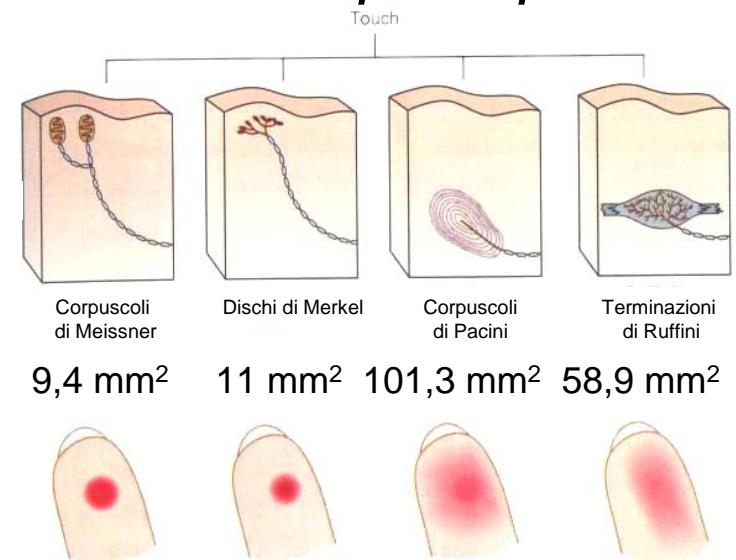 Touch
Corpuscoli
di Meissner
Dischi di Merkel
Corpuscoli
di Pacini
Terminazioni
di Ruffini
9,4 mm²
11 mm²
101,3 mm²
58,9 mm²